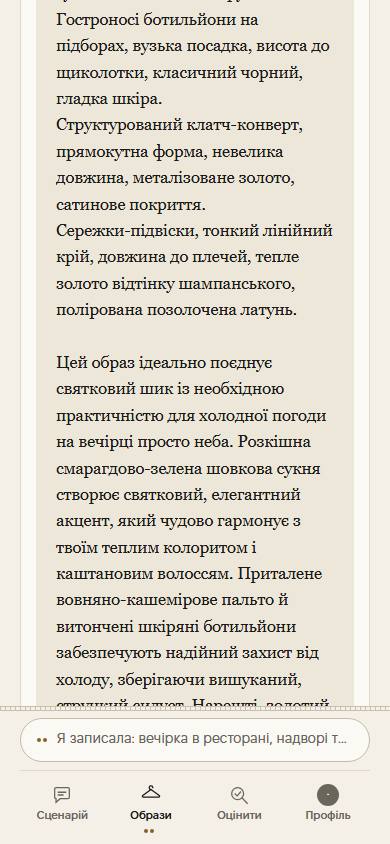 Гостроносі ботильйони на
підборах, вузька посадка, висота до
щиколотки, класичний чорний,
гладка шкіра.
Структурований клатч-конверт,
прямокутна форма, невелика
довжина, металізоване золото,
сатинове покриття.
Сережки-підвіски, тонкий лінійний
крій, довжина до плечей, тепле
золото відтінку шампанського,
полірована позолочена латунь.
Цей образ ідеально поєднує
святковий шик із необхідною
практичністю для холодної погоди
на вечірці просто неба. Розкішна
смарагдово-зелена шовкова сукня
створює святковий, елегантний
акцент, який чудово гармонує з
твоїм теплим колоритом і
каштановим волоссям. Приталене
вовняно-кашемірове пальто й
витончені шкіряні ботильйони
забезпечують надійний захист від
холоду, зберігаючи вишуканий,
стрункий силует. Нарешті, золотий
Я записала: вечірка в ресторані, надворі т...
Сценарій
Образи
Оцінити
Профіль